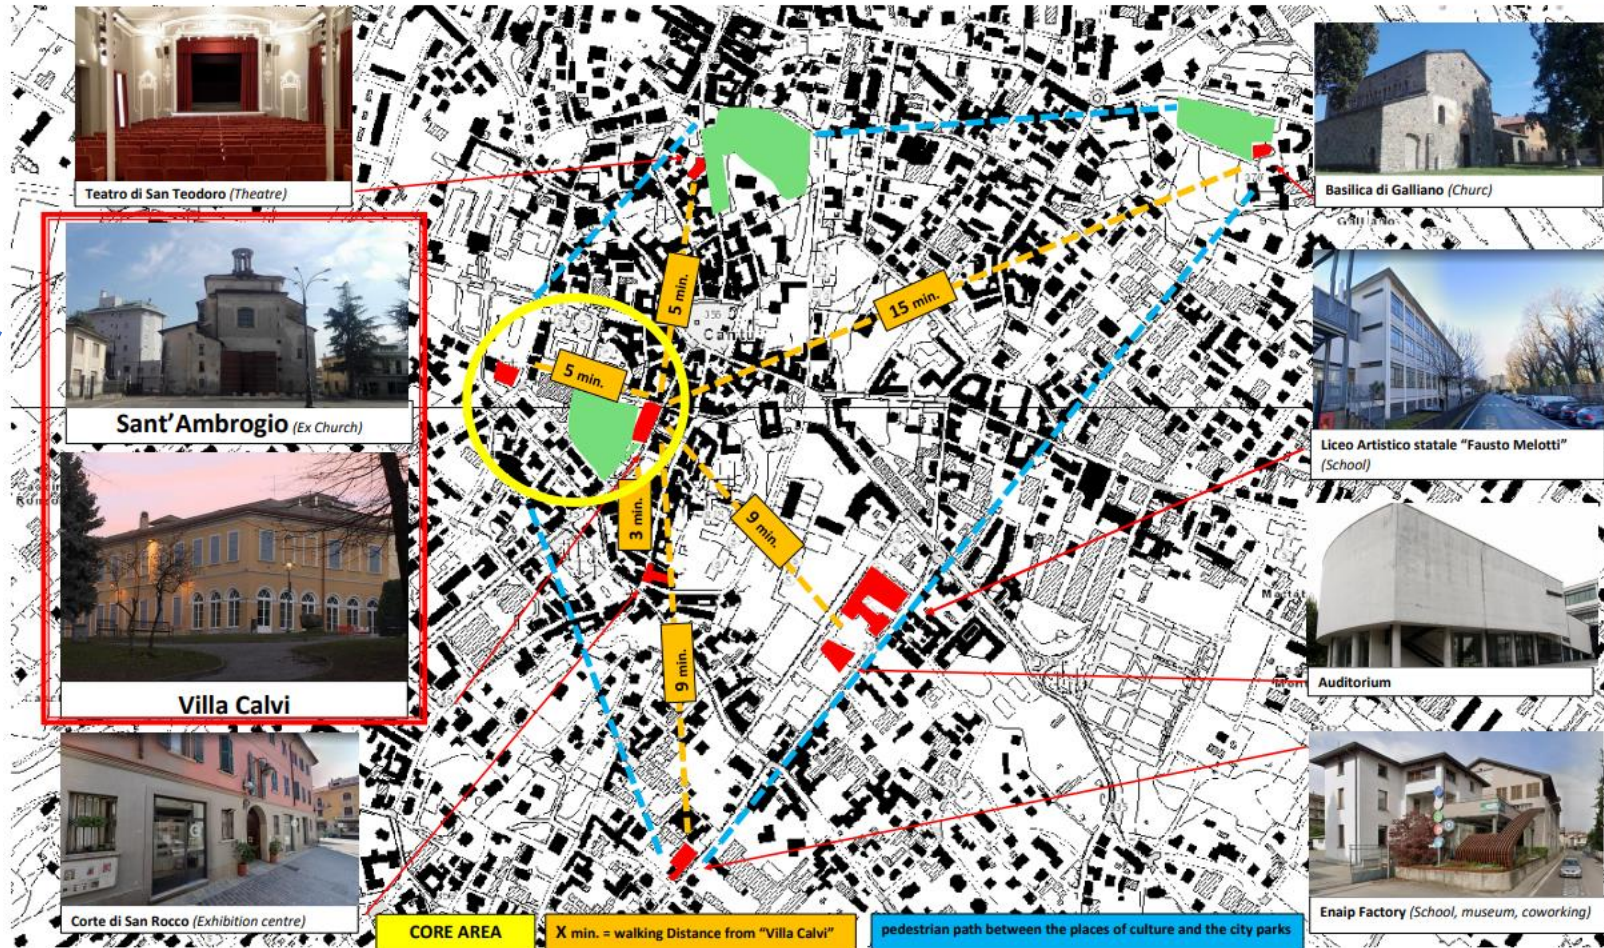 Teatro di San Teodoro (Theatre)
Sant'Ambrogio (Ex Church)
Villa Calvi
Corte di San Rocco (Exhibition centre)
5 min.
15 min.
Cantù
5 min.
3 min.
9 min.
9 min.
Basilica di Galliano (Churc)
Galliano
Liceo Artistico statale "Fausto Melotti"
(School)
Auditorium
Enaip Factory (School, museum, coworking)
CORE AREA
X min. = walking Distance from "Villa Calvi"
pedestrian path between the places of culture and the city parks